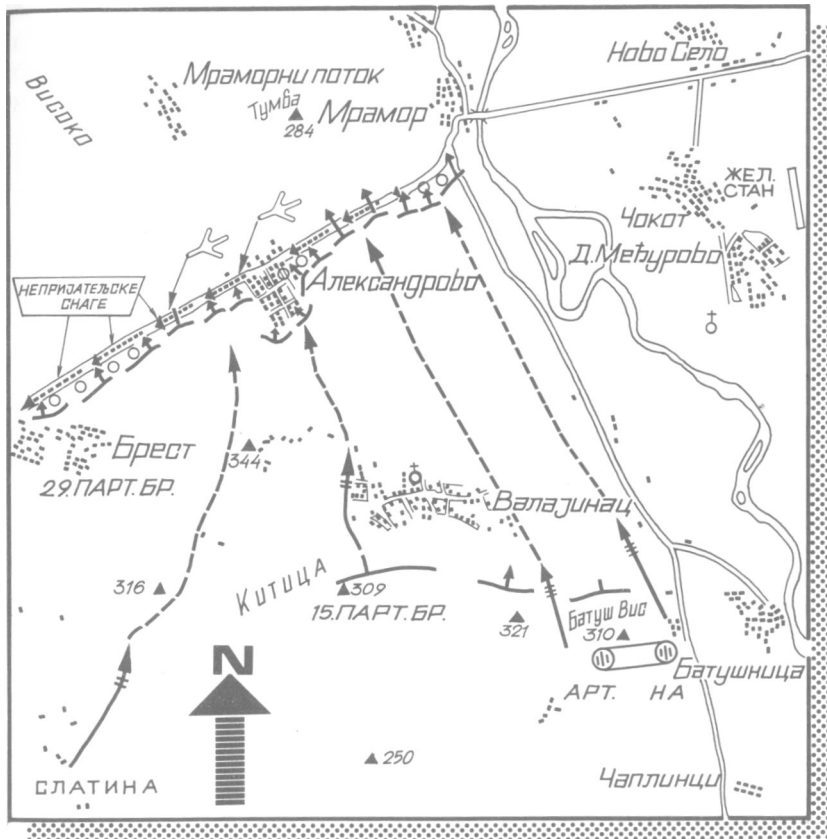 Ново Село
Мраморни поток
Високо
Тумба
284
Мрамор
ЖЕЛ.
СТАН
Чокот
Д. Међурово
НЕПРИЈАТЕЉСКЕ
СНАГЕ
Александрово
Брест
344
29. ПАРТ. БР.
Валајинац
316
Китица
309
15. ПАРТ. БР.
321
Батуш Вис
310
Батушница
N
АРТ. НА
250
СЛАТИНА
Чаплинци